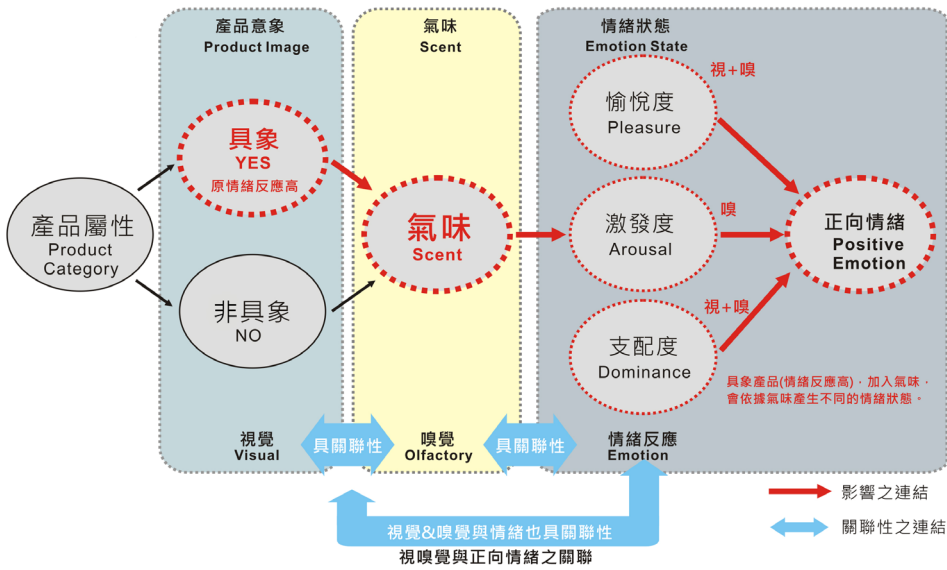 產品意象
Product Image
氣味
Scent
情緒狀態
Emotion State
產品屬性
Product
Category
具象
YES
原情緒反應高
非具象
NO
氣味
Scent
愉悅度
Pleasure
激發度
Arousal
支配度
Dominance
視+嗅
嗅
視+嗅
正向情緒
Positive
Emotion
具象產品(情緒反應高)，加入氣味，
會依據氣味產生不同的情緒狀態。
視覺
Visual
具關聯性
嗅覺
Olfactory
具關聯性
情緒反應
Emotion
影響之連結
關聯性之連結
視覺&嗅覺與情緒也具關聯性
視嗅覺與正向情緒之關聯